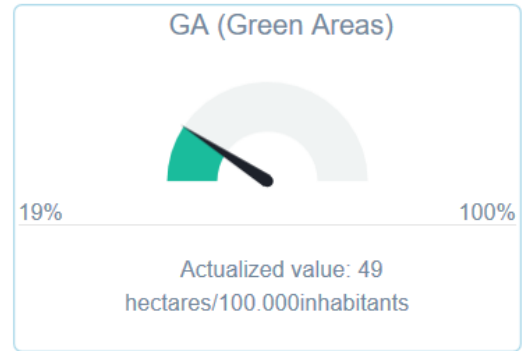 GA (Green Areas)
19% 100%
Actualized value: 49
hectares/100.000inhabitants